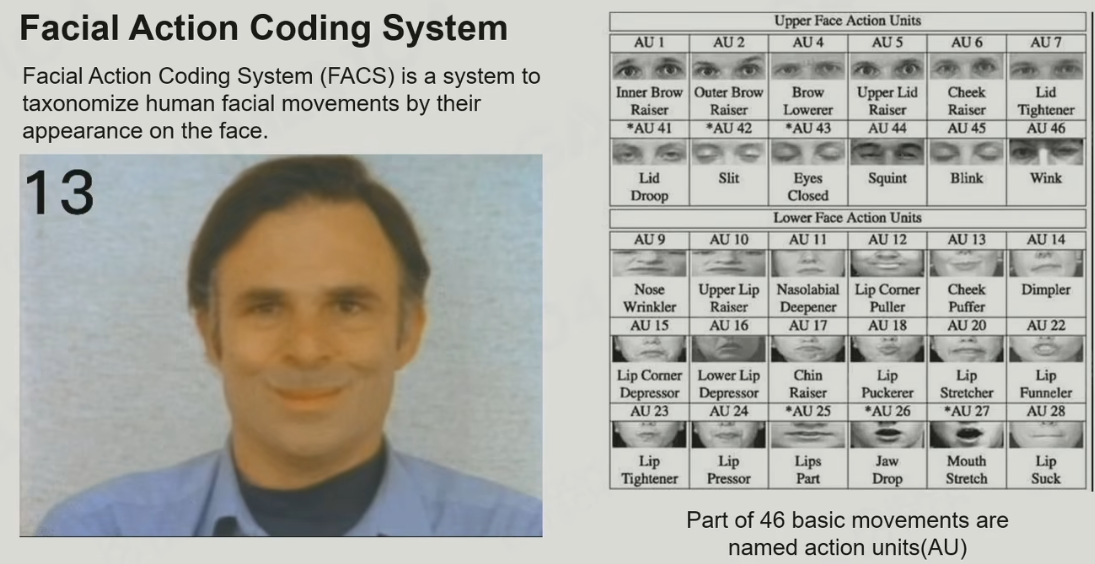 Facial Action Coding System
Facial Action Coding System (FACS) is a system to
taxonomize human facial movements by their
appearance on the face.
13
Upper Face Action Units
AU 1 AU 2 AU 4 AU 5 AU 6 AU 7
Inner Brow Outer Brow Brow Upper Lid Cheek Lid
Raiser Raiser Lowerer Raiser Raiser Tightener
*AU 41 *AU 42 *AU 43 AU 44 AU 45 AU 46
Lid Slit Eyes Squint Blink Wink
Droop Closed
Lower Face Action Units
AU 9 AU 10 AU 11 AU 12 AU 13 AU 14
Nose Upper Lip Nasolabial Lip Corner Cheek Dimpler
Wrinkler Raiser Deepener Puller Puffer
AU 15 AU 16 AU 17 AU 18 AU 20 AU 22
Lip Corner Lower Lip Chin Lip Lip Lip
Depressor Depressor Raiser Puckerer Stretcher Funneler
AU 23 AU 24 *AU 25 *AU 26 *AU 27 AU 28
Lip Lip Lips Jaw Mouth Lip
Tightener Pressor Part Drop Stretch Suck
Part of 46 basic movements are
named action units(AU)